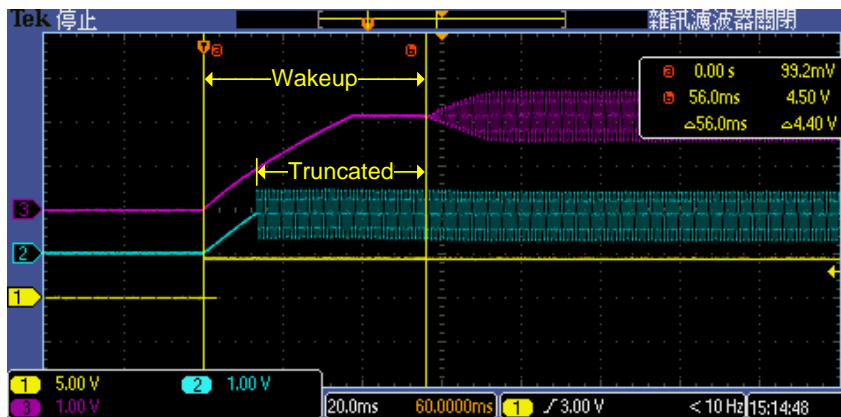 Tek 停止
雜訊濾波器關閉
a
b
T
a 0.00 s 99.2mV
b 56.0ms 4.50 V
△56.0ms △4.40 V
Wakeup
Truncated
3
2
1
1 5.00 V 2 1.00 V
3 1.00 V
20.0ms 60.0000ms 1 3.00 V < 10 Hz 15:14:48